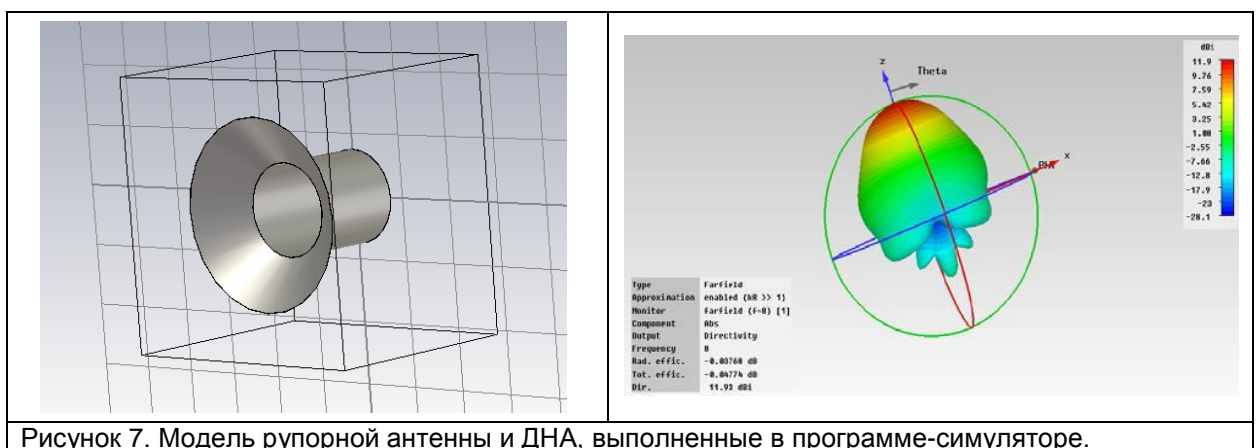 dBi
11.9
9.76
7.59
5.42
3.25
1.08
-2.55
-7.66
-12.8
-17.9
-23
-28.1
z
Theta
x
Phi
Type Farfield
Approximation enabled (kR >> 1)
Monitor farfield (f=8) [1]
Component Abs
Output Directivity
Frequency 8
Rad. effic. -0.03768 dB
Tot. effic. -0.04774 dB
Dir. 11.93 dBi
Рисунок 7. Модель рупорной антенны и ДНА, выполненные в программе-симуляторе.